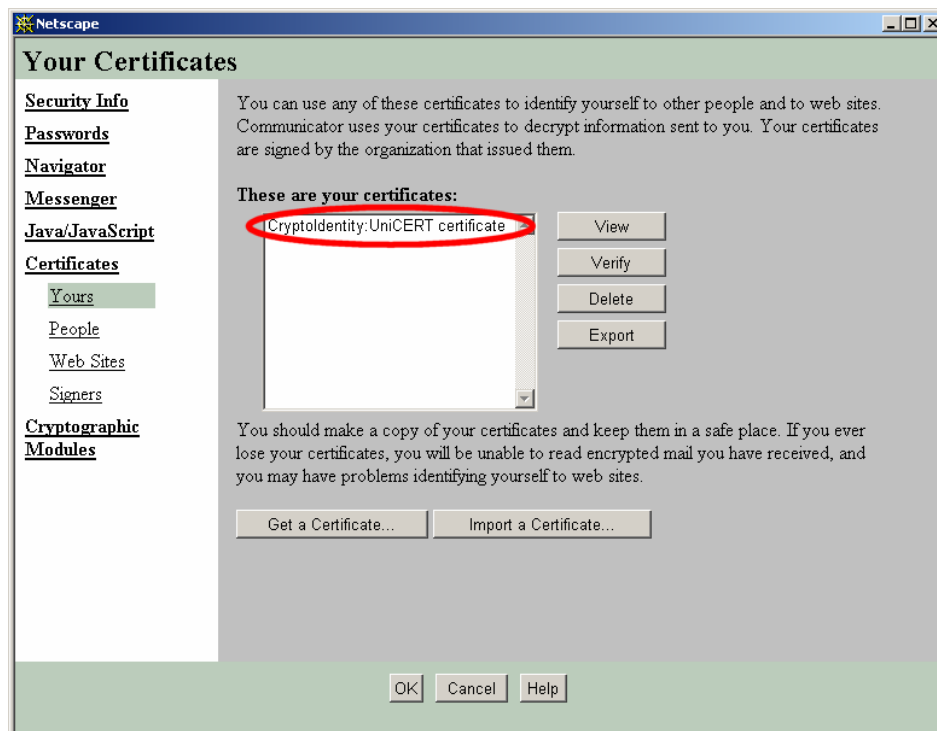 Netscape
Your Certificates
Security Info
Passwords
Navigator
Messenger
Java/JavaScript
Certificates
Yours
People
Web Sites
Signers
Cryptographic
Modules
You can use any of these certificates to identify yourself to other people and to web sites.
Communicator uses your certificates to decrypt information sent to you. Your certificates
are signed by the organization that issued them.
These are your certificates:
CryptoIdentity:UniCERT certificate
View
Verify
Delete
Export
You should make a copy of your certificates and keep them in a safe place. If you ever
lose your certificates, you will be unable to read encrypted mail you have received, and
you may have problems identifying yourself to web sites.
Get a Certificate...
Import a Certificate...
OK
Cancel
Help